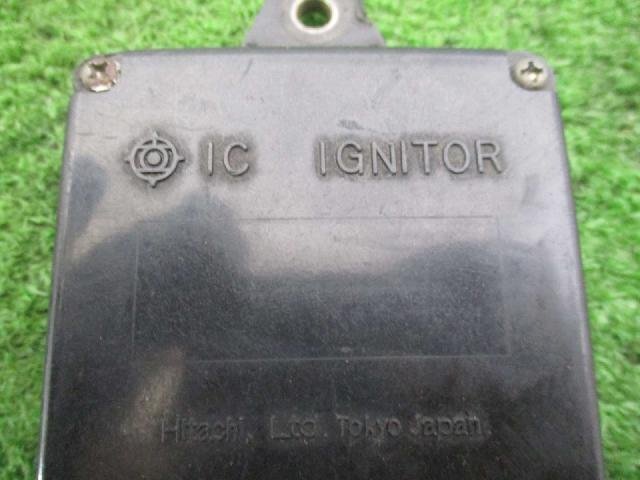 IC IGNITOR
Hitachi, Ltd. Tokyo Japan